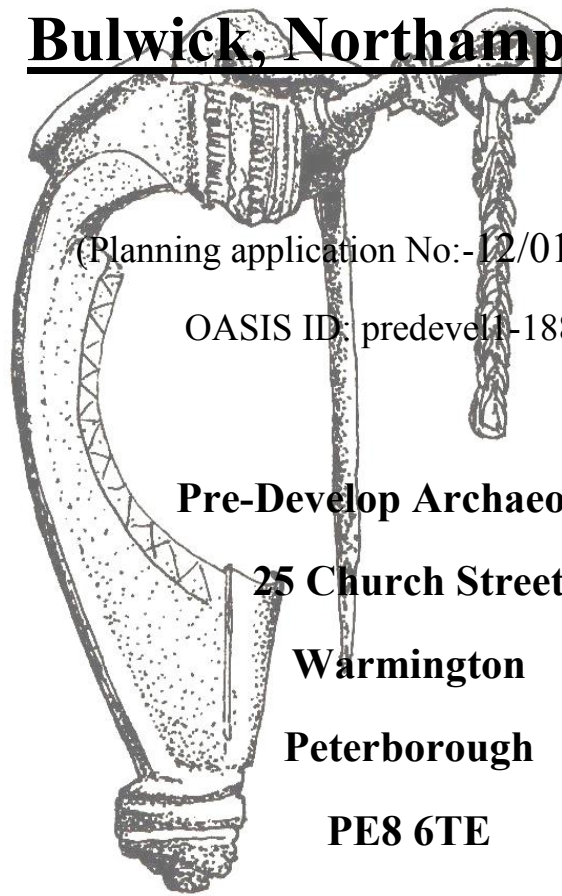 Bulwick, Northamp
(Planning application No:-12/01
OASIS ID: predevel1-188
Pre-Develop Archaeo
25 Church Street
Warmington
Peterborough
PE8 6TE